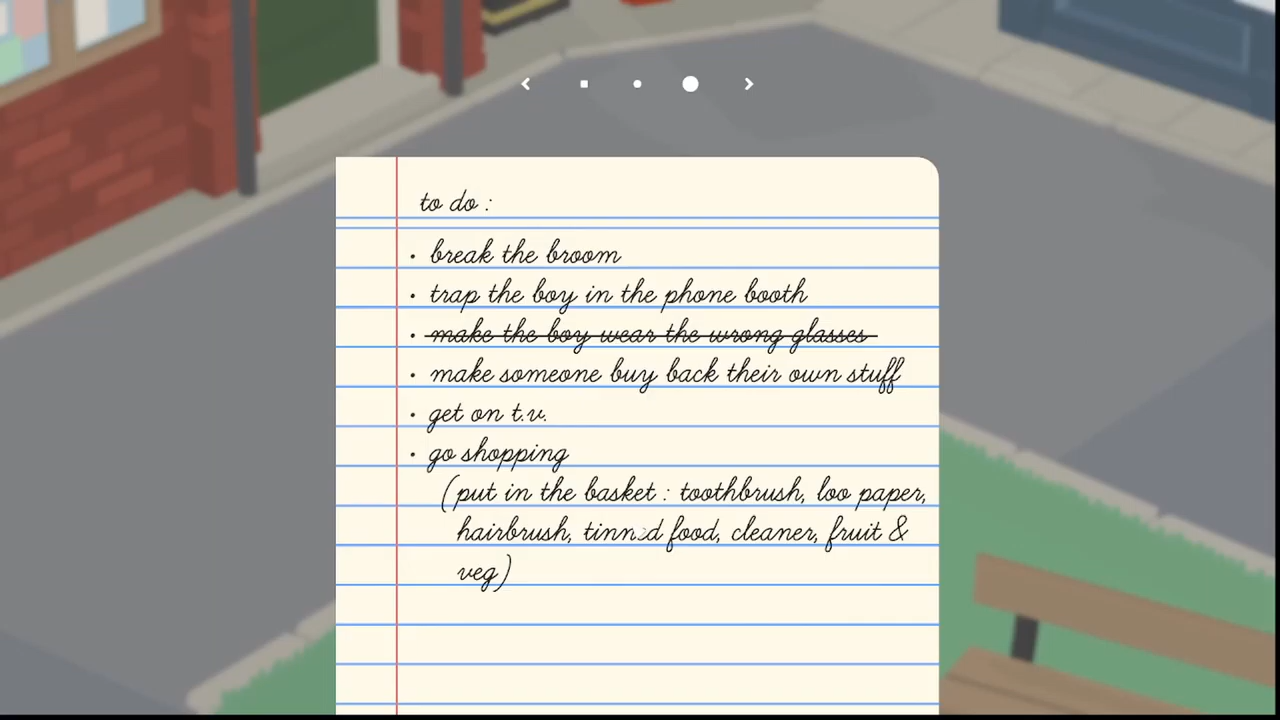 to do :
• break the broom
• trap the boy in the phone booth
• make the boy wear the wrong glasses
• make someone buy back their own stuff
• get on t.v.
• go shopping
(put in the basket : toothbrush, loo paper,
hairbrush, tinned food, cleaner, fruit &
veg)